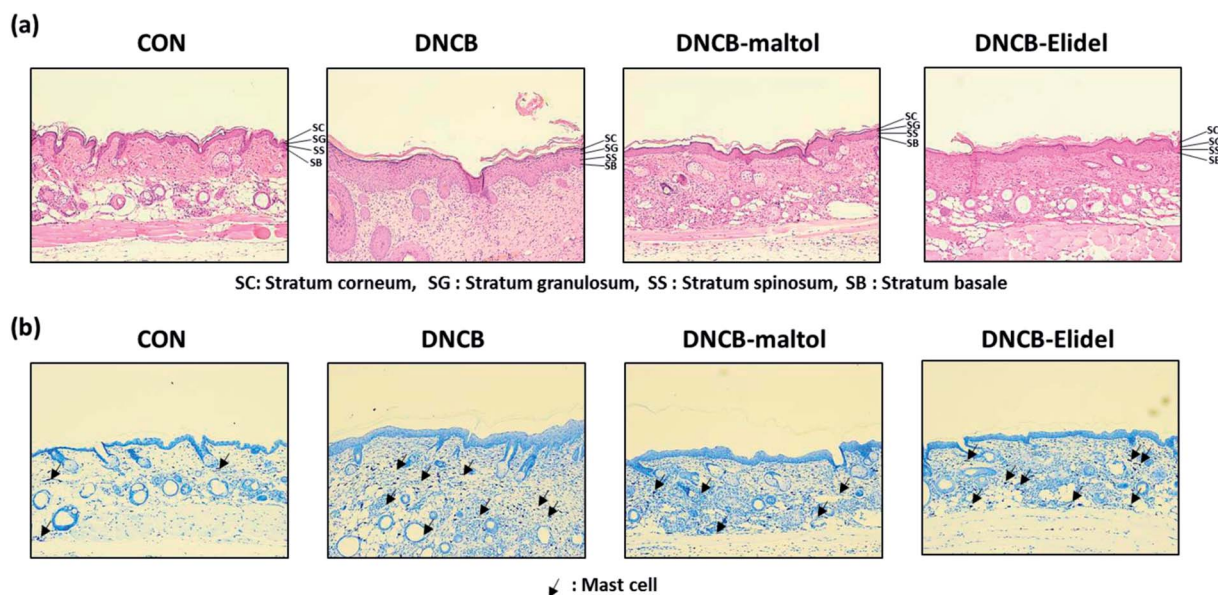 (a)
CON DNCB DNCB-maltol DNCB-Elidel
SC
SG
SS
SB
SC
SG
SS
SB
SC
SG
SS
SB
SC
SG
SS
SB
SC: Stratum corneum, SG : Stratum granulosum, SS : Stratum spinosum, SB : Stratum basale
(b)
CON DNCB DNCB-maltol DNCB-Elidel
: Mast cell